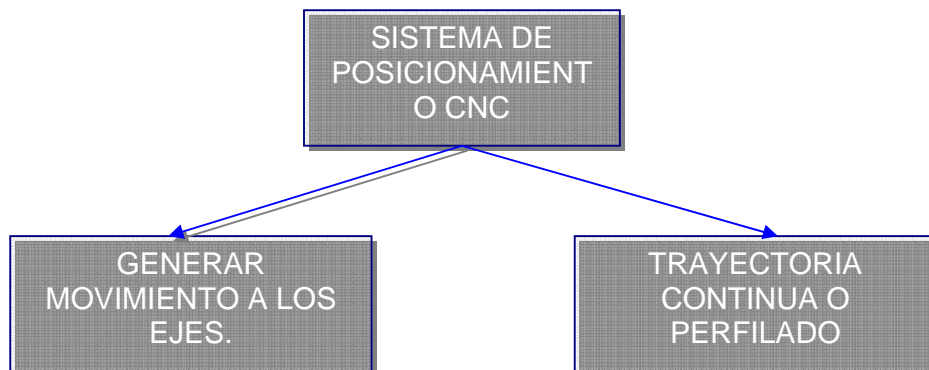 SISTEMA DE
POSICIONAMIENT
O CNC
GENERAR
MOVIMIENTO A LOS
EJES.
TRAYECTORIA
CONTINUA O
PERFILADO